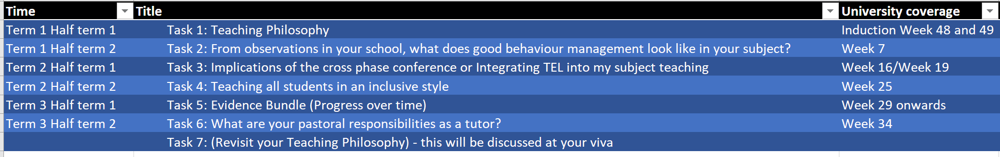 Time Title University coverage
Term 1 Half term 1 Task 1: Teaching Philosophy Induction Week 48 and 49
Term 1 Half term 2 Task 2: From observations in your school, what does good behaviour management look like in your subject? Week 7
Term 2 Half term 1 Task 3: Implications of the cross phase conference or Integrating TEL into my subject teaching Week 16/Week 19
Term 2 Half term 2 Task 4: Teaching all students in an inclusive style Week 25
Term 3 Half term 1 Task 5: Evidence Bundle (Progress over time) Week 29 onwards
Term 3 Half term 2 Task 6: What are your pastoral responsibilities as a tutor? Week 34
Task 7: (Revisit your Teaching Philosophy) - this will be discussed at your viva